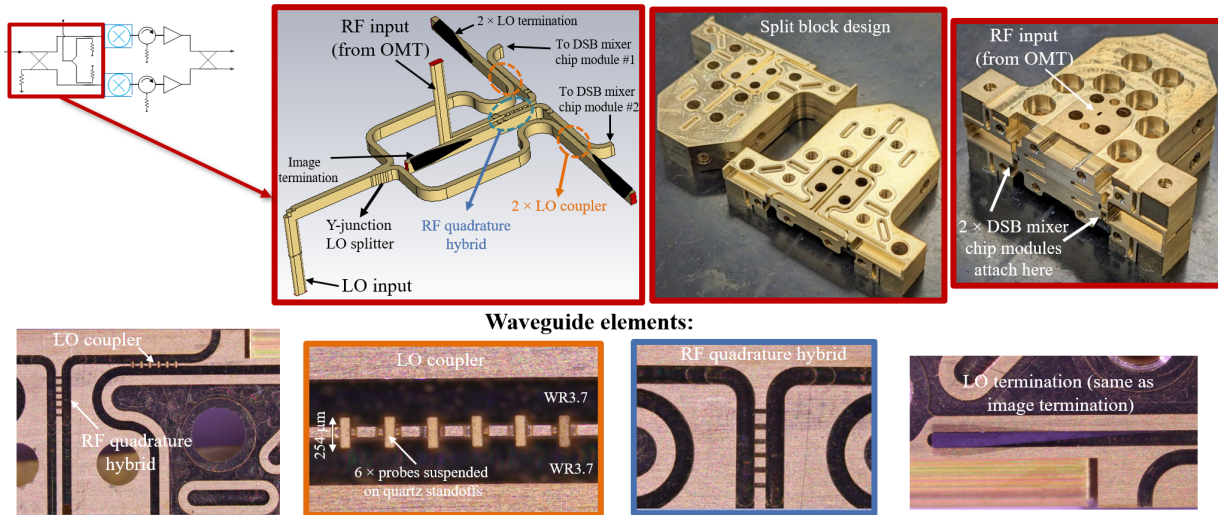 RF input
(from OMT)
2 × LO termination
To DSB mixer
chip module #1
To DSB mixer
chip module #2
Image
termination
Y-junction
LO splitter
RF quadrature
hybrid
2 × LO coupler
LO input
Split block design
RF input
(from OMT)
2 × DSB mixer
chip modules
attach here
Waveguide elements:
LO coupler
RF quadrature
hybrid
LO coupler
WR3.7
254 µm
6 × probes suspended
on quartz standoffs
WR3.7
RF quadrature hybrid
LO termination (same as
image termination)